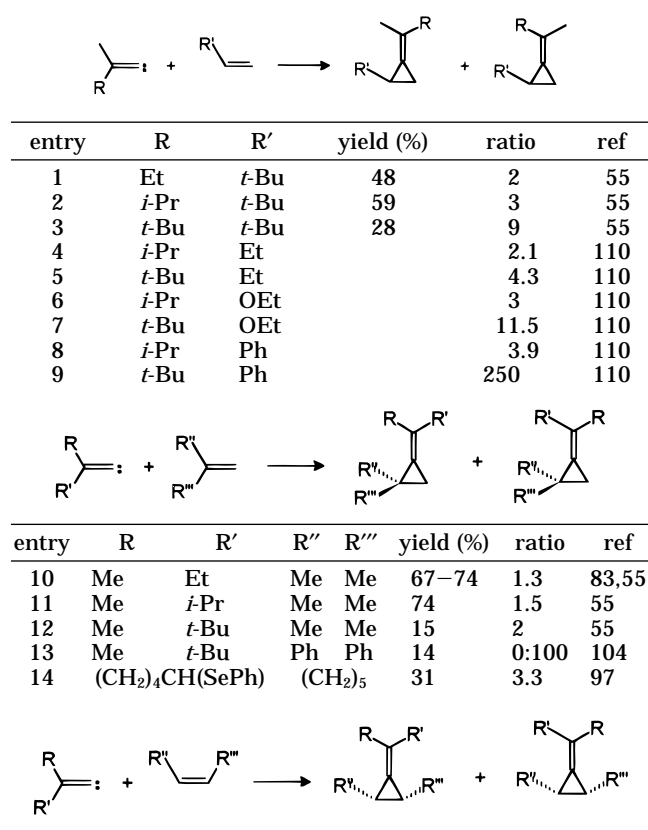 R
R
R'
R
: + → +
R'
R'
entry R R′ yield (%) ratio ref
1 Et t-Bu 48 2 55
2 i-Pr t-Bu 59 3 55
3 t-Bu t-Bu 28 9 55
4 i-Pr Et 2.1 110
5 t-Bu Et 4.3 110
6 i-Pr OEt 3 110
7 t-Bu OEt 11.5 110
8 i-Pr Ph 3.9 110
9 t-Bu Ph 250 110
R R' R' R
R R''
: + → +
R' R''' R'' R''
R''' R'''
entry R R′ R″ R‴ yield (%) ratio ref
10 Me Et Me Me 67−74 1.3 83,55
11 Me i-Pr Me Me 74 1.5 55
12 Me t-Bu Me Me 15 2 55
13 Me t-Bu Ph Ph 14 0:100 104
14 (CH₂)₄CH(SePh) (CH₂)₅ 31 3.3 97
R R' R' R
R R'' R'''
: + → +
R' R'' R''' R'' R'''